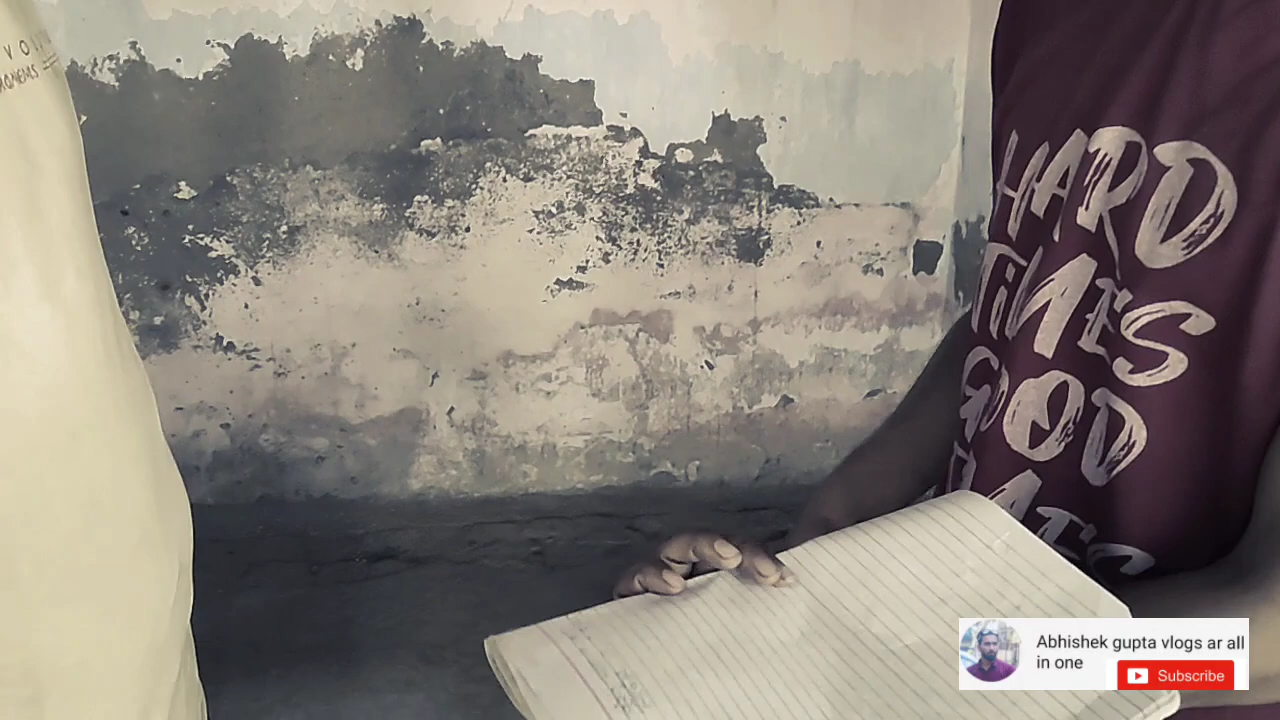 HARD
TIMES
GOOD
Abhishek gupta vlogs ar all
in one
Subscribe